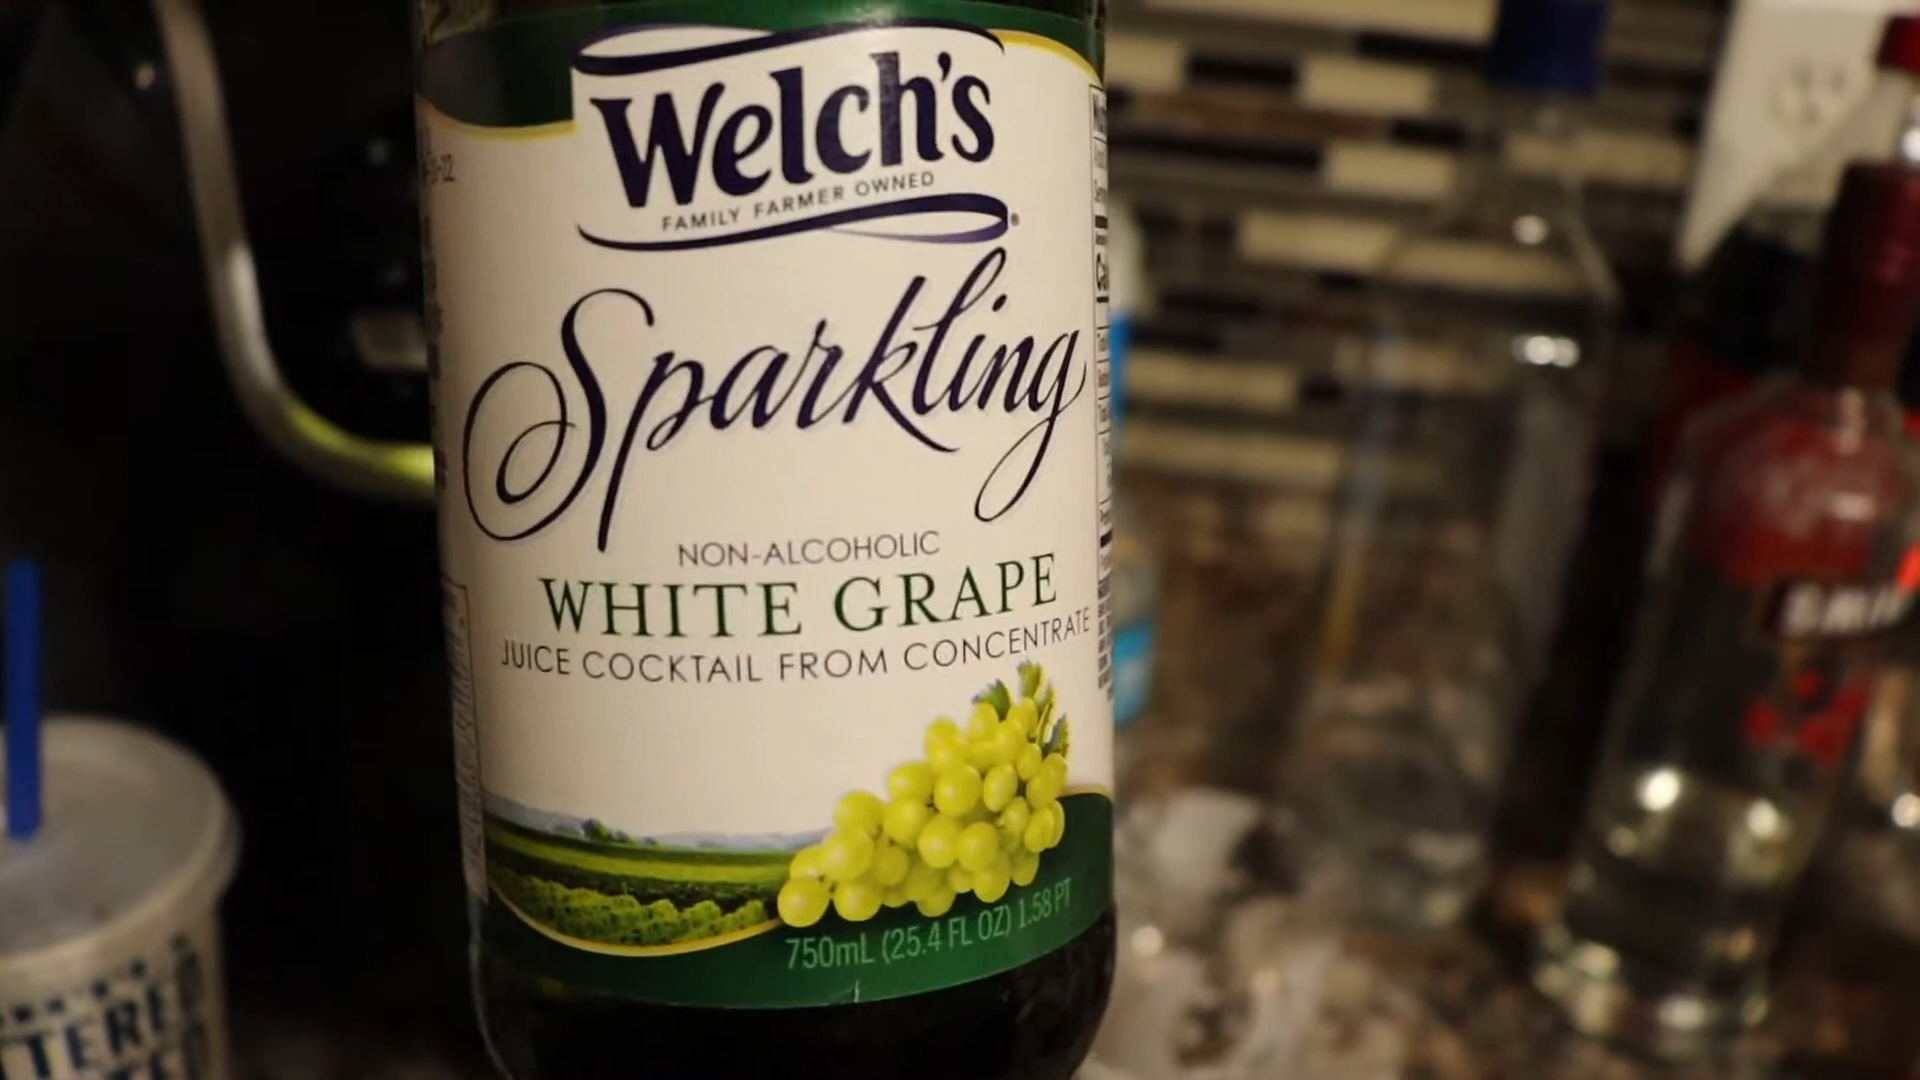 Welch's
FAMILY FARMER OWNED
Sparkling
NON-ALCOHOLIC
WHITE GRAPE
JUICE COCKTAIL FROM CONCENTRATE
750mL (25.4 FL OZ) 1.58 PT